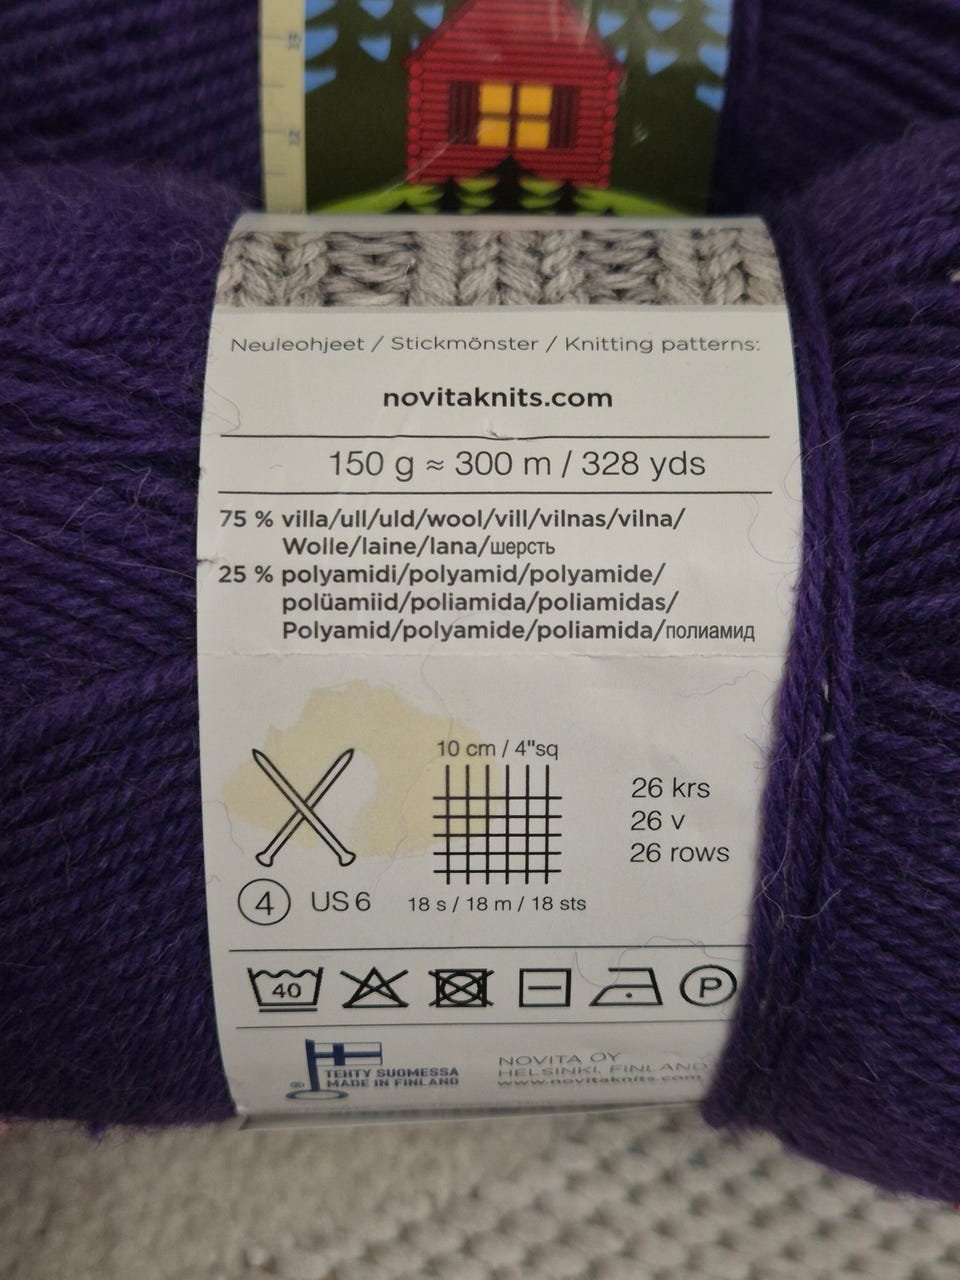 13
12
Neuleohjeet / Stickmönster / Knitting patterns:
novitaknits.com
150 g ≈ 300 m / 328 yds
75 % villa/ull/uld/wool/vill/vilnas/vilna/
Wolle/laine/lana/шерсть
25 % polyamidi/polyamid/polyamide/
polüamiid/poliamida/poliamidas/
Polyamid/polyamide/poliamida/полиамид
10 cm / 4"sq
26 krs
26 v
26 rows
4 US 6
18 s / 18 m / 18 sts
40 P
® TEHTY SUOMESSA
MADE IN FINLAND
NOVITA OY
HELSINKI, FINLAND
www.novitaknits.com